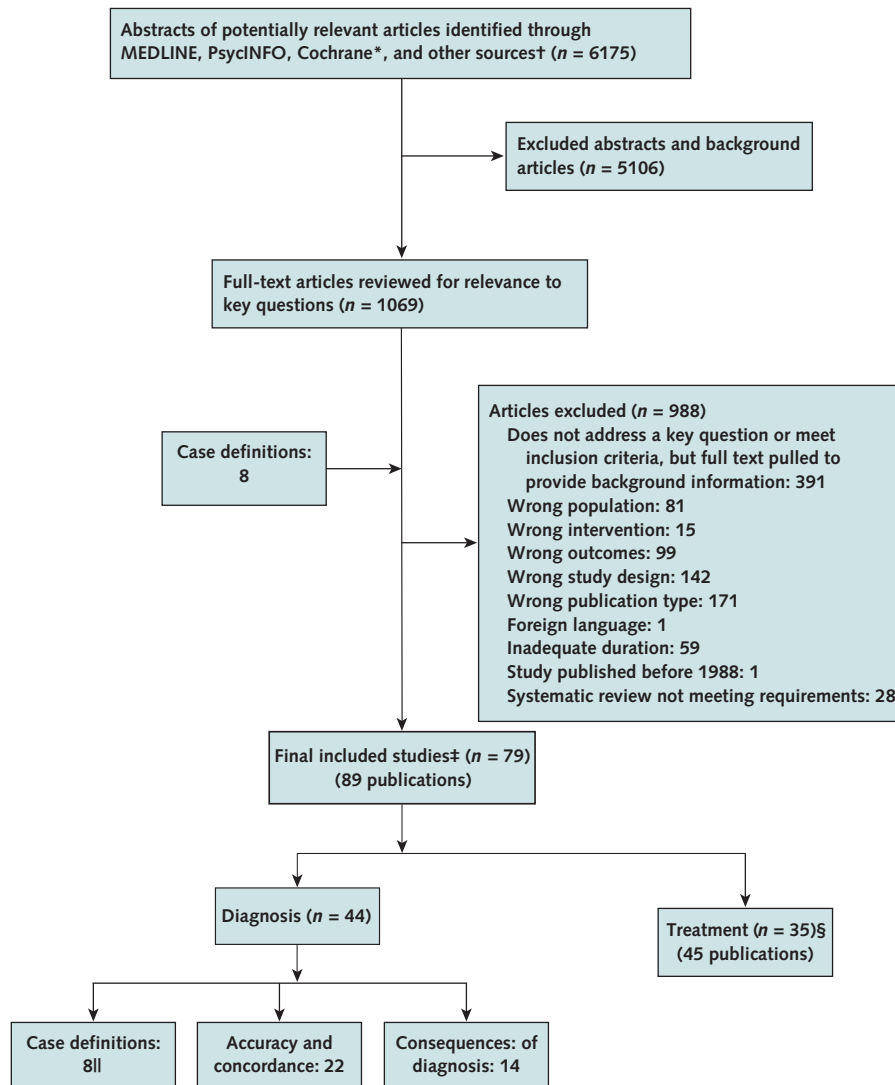 Abstracts of potentially relevant articles identified through
MEDLINE, PsycINFO, Cochrane*, and other sources† (n = 6175)
Excluded abstracts and background
articles (n = 5106)
Full-text articles reviewed for relevance to
key questions (n = 1069)
Case definitions:
8
Articles excluded (n = 988)
Does not address a key question or meet
inclusion criteria, but full text pulled to
provide background information: 391
Wrong population: 81
Wrong intervention: 15
Wrong outcomes: 99
Wrong study design: 142
Wrong publication type: 171
Foreign language: 1
Inadequate duration: 59
Study published before 1988: 1
Systematic review not meeting requirements: 28
Final included studies‡ (n = 79)
(89 publications)
Diagnosis (n = 44)
Treatment (n = 35)§
(45 publications)
Case definitions:
8||
Accuracy and
concordance: 22
Consequences: of
diagnosis: 14